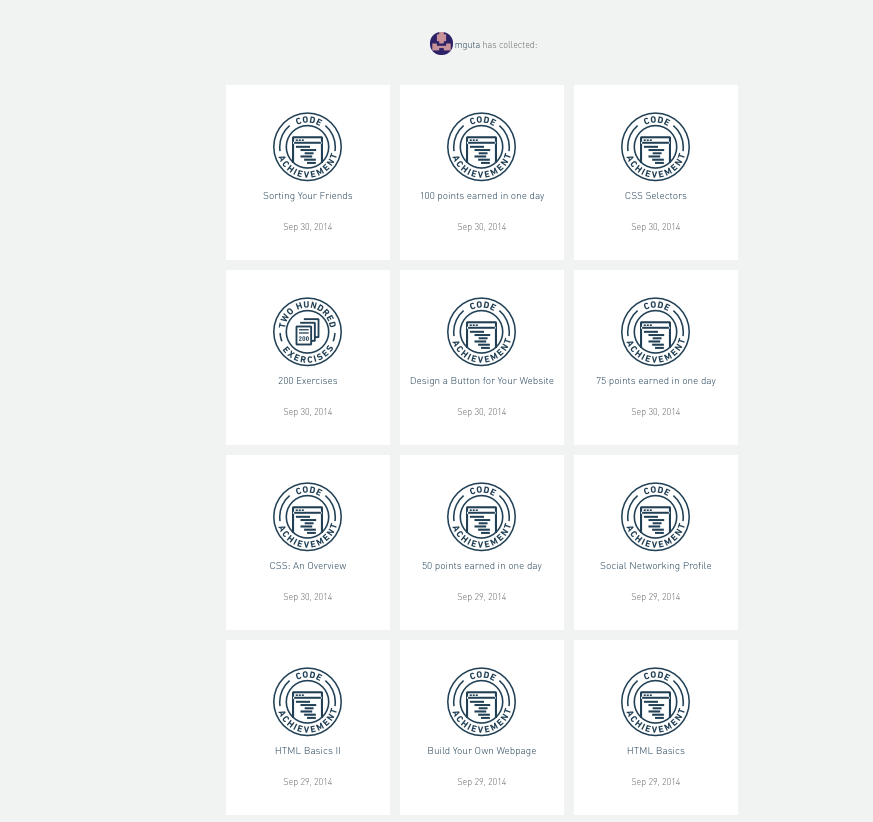 mguta has collected:
CODE ACHIEVEMENT
Sorting Your Friends
Sep 30, 2014
CODE ACHIEVEMENT
100 points earned in one day
Sep 30, 2014
CODE ACHIEVEMENT
CSS Selectors
Sep 30, 2014
TWO HUNDRED EXERCISES
200
200 Exercises
Sep 30, 2014
CODE ACHIEVEMENT
Design a Button for Your Website
Sep 30, 2014
CODE ACHIEVEMENT
75 points earned in one day
Sep 30, 2014
CODE ACHIEVEMENT
CSS: An Overview
Sep 30, 2014
CODE ACHIEVEMENT
50 points earned in one day
Sep 29, 2014
CODE ACHIEVEMENT
Social Networking Profile
Sep 29, 2014
CODE ACHIEVEMENT
HTML Basics II
Sep 29, 2014
CODE ACHIEVEMENT
Build Your Own Webpage
Sep 29, 2014
CODE ACHIEVEMENT
HTML Basics
Sep 29, 2014